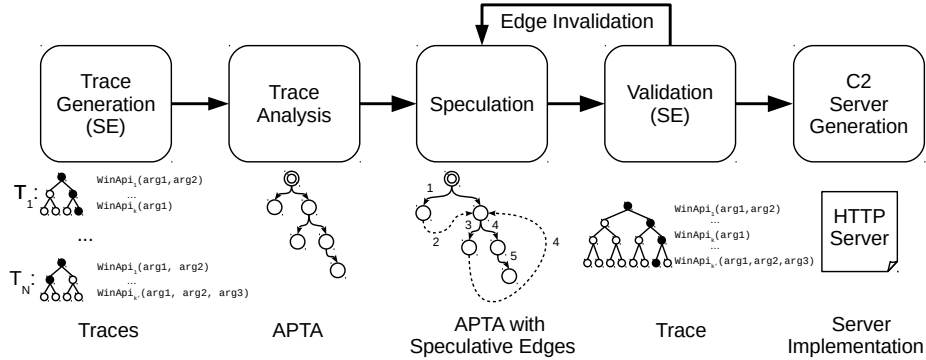 Edge Invalidation
Trace
Generation
(SE)
Trace
Analysis
Speculation
Validation
(SE)
C2
Server
Generation
T1:
WinApi1(arg1,arg2)
...
WinApik(arg1)
...
TN:
WinApi1(arg1, arg2)
...
WinApik'(arg1, arg2, arg3)
1
2
3
4
5
4
WinApi1(arg1,arg2)
...
WinApik(arg1)
...
WinApik'(arg1,arg2,arg3)
HTTP
Server
Traces
APTA
APTA with
Speculative Edges
Trace
Server
Implementation